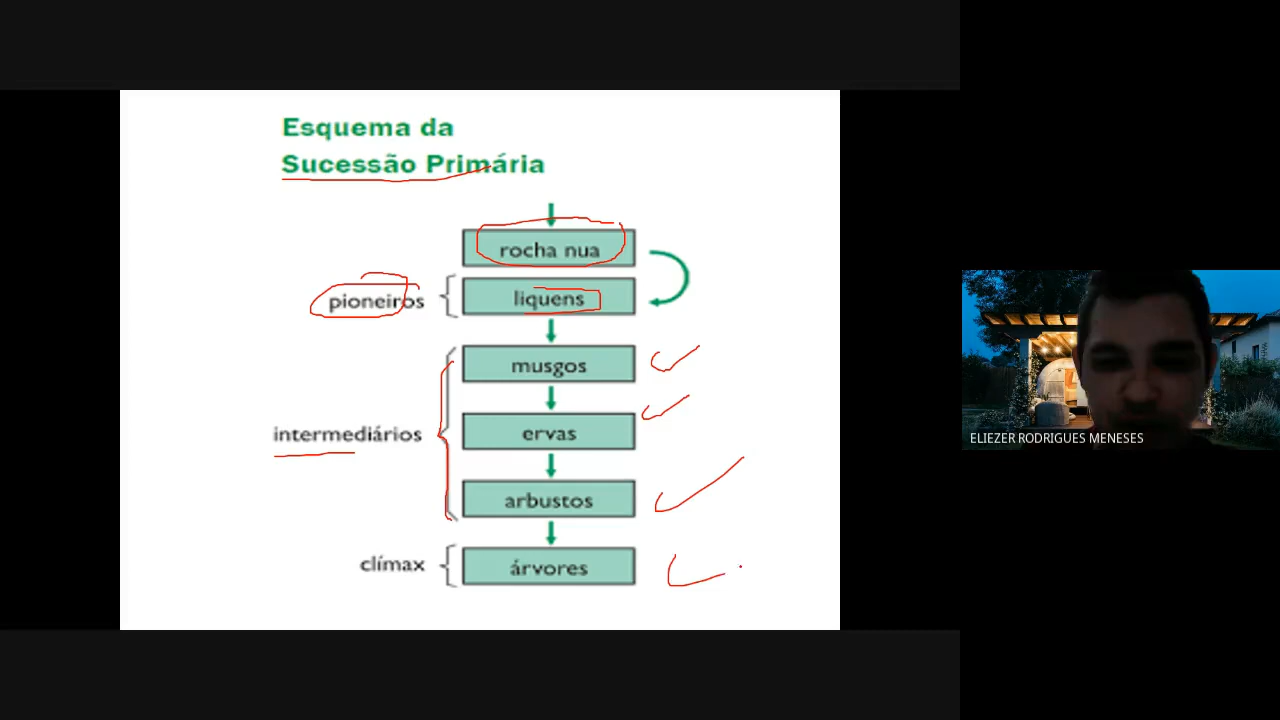 Esquema da
Sucessão Primária
rocha nua
pioneiros
liquens
musgos
intermediários
ervas
arbustos
clímax
árvores
ELIEZER RODRIGUES MENESES